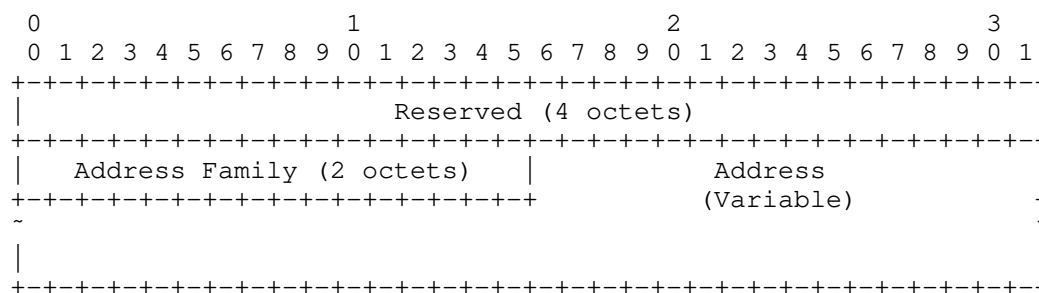 0                   1                   2                   3
0 1 2 3 4 5 6 7 8 9 0 1 2 3 4 5 6 7 8 9 0 1 2 3 4 5 6 7 8 9 0 1
+-+-+-+-+-+-+-+-+-+-+-+-+-+-+-+-+-+-+-+-+-+-+-+-+-+-+-+-+-+-+-+-
|                       Reserved (4 octets)
+-+-+-+-+-+-+-+-+-+-+-+-+-+-+-+-+-+-+-+-+-+-+-+-+-+-+-+-+-+-+-+-
|   Address Family (2 octets)   |           Address
+-+-+-+-+-+-+-+-+-+-+-+-+-+-+-+-+          (Variable)           -
~
|
+-+-+-+-+-+-+-+-+-+-+-+-+-+-+-+-+-+-+-+-+-+-+-+-+-+-+-+-+-+-+-+-